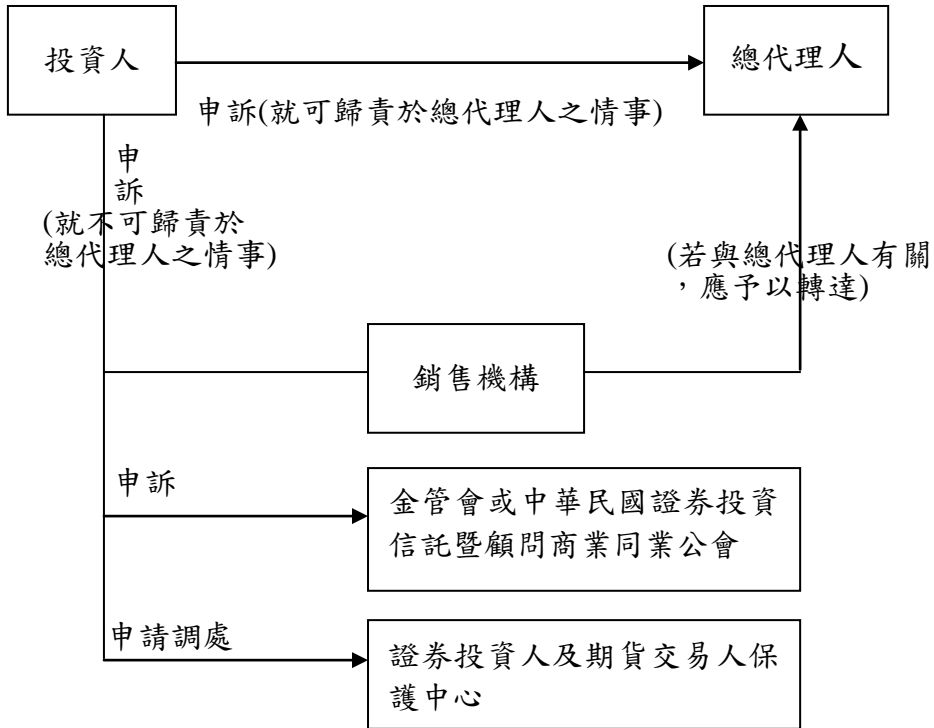 投資人
總代理人
申訴(就可歸責於總代理人之情事)
申
訴
(就不可歸責於
總代理人之情事)
(若與總代理人有關
，應予以轉達)
銷售機構
申訴
金管會或中華民國證券投資
信託暨顧問商業同業公會
申請調處
證券投資人及期貨交易人保
護中心